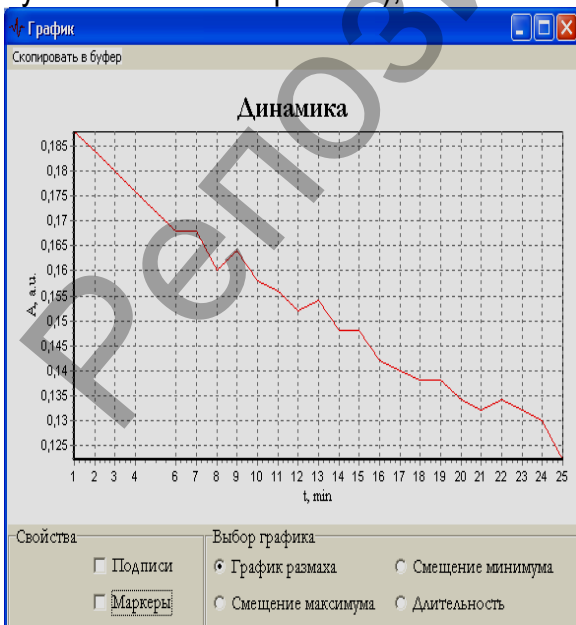 График
Скопировать в буфер
Динамика
0,185
0,18
0,175
0,17
0,165
0,16
0,155
0,15
0,145
0,14
0,135
0,13
0,125
A, a.u.
1 2 3 4 6 7 8 9 10 11 12 13 14 15 16 17 18 19 20 21 22 23 24 25
t, min
Свойства
Подписи
Маркеры
Выбор графика
График размаха
Смещение минимума
Смещение максимума
Длительность